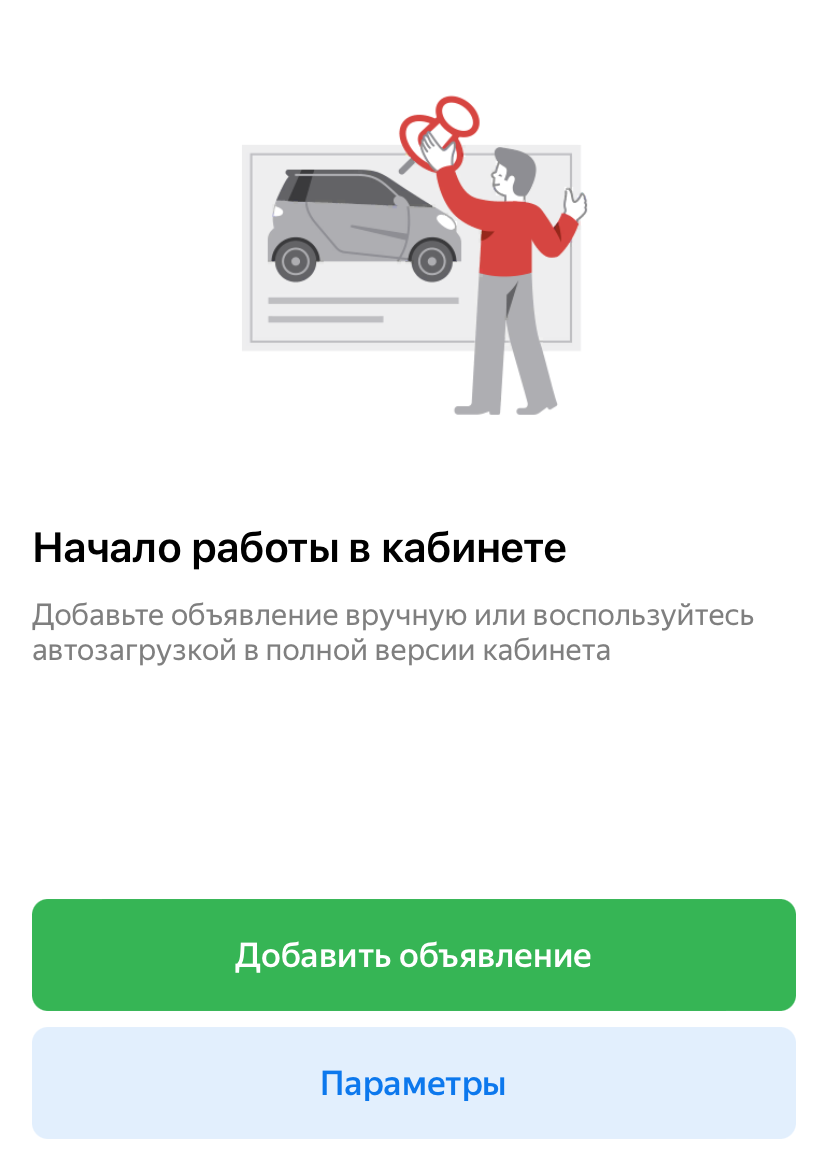 Начало работы в кабинете
Добавьте объявление вручную или воспользуйтесь
автозагрузкой в полной версии кабинета
Добавить объявление
Параметры